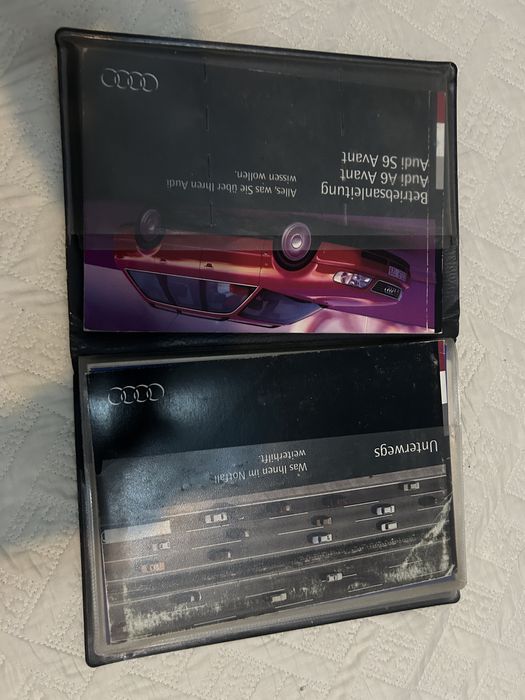 Betriebsanleitung
Audi A6 Avant
Audi S6 Avant
Alles, was Sie über Ihren Audi
wissen wollen.
Unterwegs
Was Ihnen im Notfall
weiterhilft.